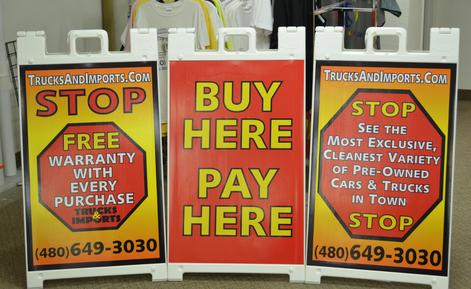 TRUCKSANDIMPORTS.COM
STOP
FREE
WARRANTY
WITH
EVERY
PURCHASE
TRUCKS
IMPORTS
(480)649-3030
BUY
HERE
PAY
HERE
TRUCKSANDIMPORTS.COM
STOP
SEE THE
MOST EXCLUSIVE,
CLEANEST VARIETY
OF PRE-OWNED
CARS & TRUCKS
IN TOWN
STOP
(480)649-3030